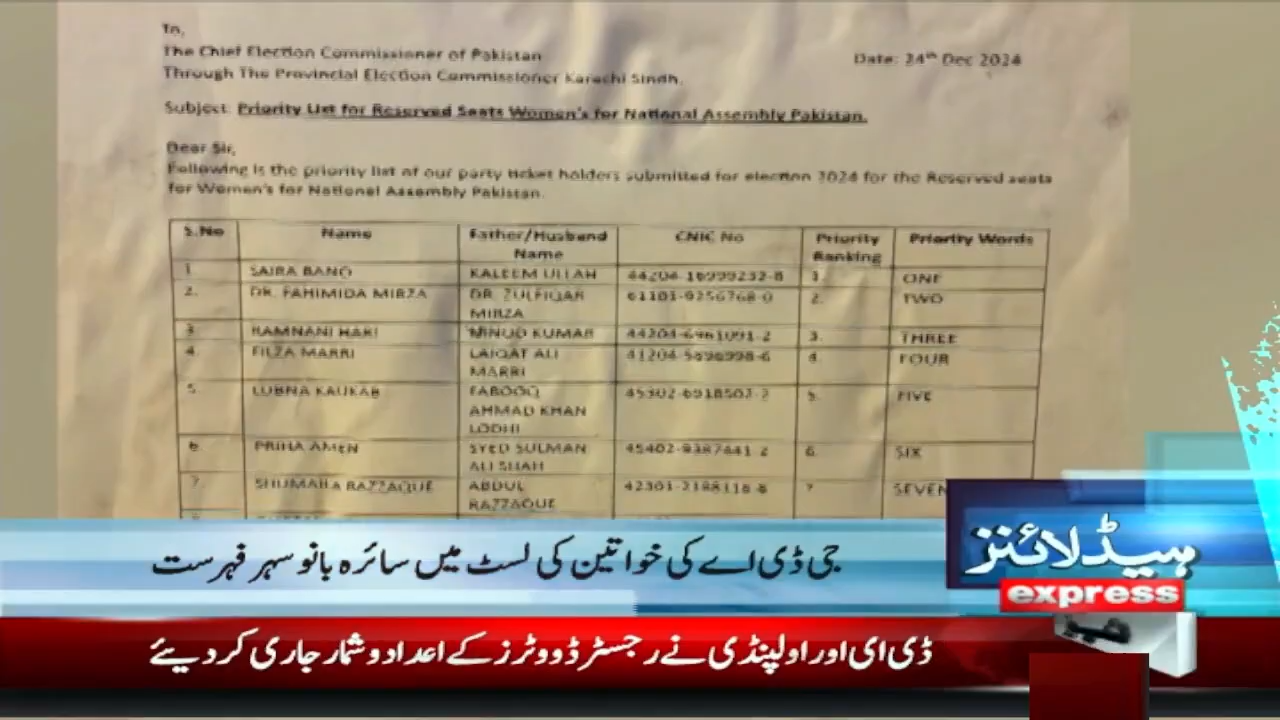 To,
The Chief Election Commissioner of Pakistan
Date: 24th Dec 2024
Through The Provincial Election Commissioner Karachi Sindh.
Subject: Priority List for Reserved Seats Women's for National Assembly Pakistan.
Dear Sir,
Following is the priority list of our party ticket holders submitted for election 2024 for the Reserved seats
for Women's for National Assembly Pakistan.
S.No Name Father/Husband Name CNIC No Priority Ranking Priority Words
1 SAIRA BANO KALEEM ULLAH 1. ONE
2. DR. FAHIMIDA MIRZA DR. ZULFIQAR MIRZA 2. TWO
3 RAMNANI HARI KUMAR 3. THREE
4. FILZA MARRI LAIQAT ALI MARRI 4. FOUR
5. LUBNA KAUKAB FAROOQ AHMAD KHAN LODHI 5. FIVE
6. PRIHA AMEN SYED SULMAN ALI SHAH 6. SIX
7 SHUMAILA RAZZAQUE ABDUL RAZZAQUE 7 SEVEN
جی ڈی اے کی خواتین کی لسٹ میں سائرہ بانو سہر فہرست
ہیڈلائنز
express
ڈی ای اور اولپنڈی نے رجسٹرڈ ووٹرز کے اعداد و شمار جاری کر دیئے